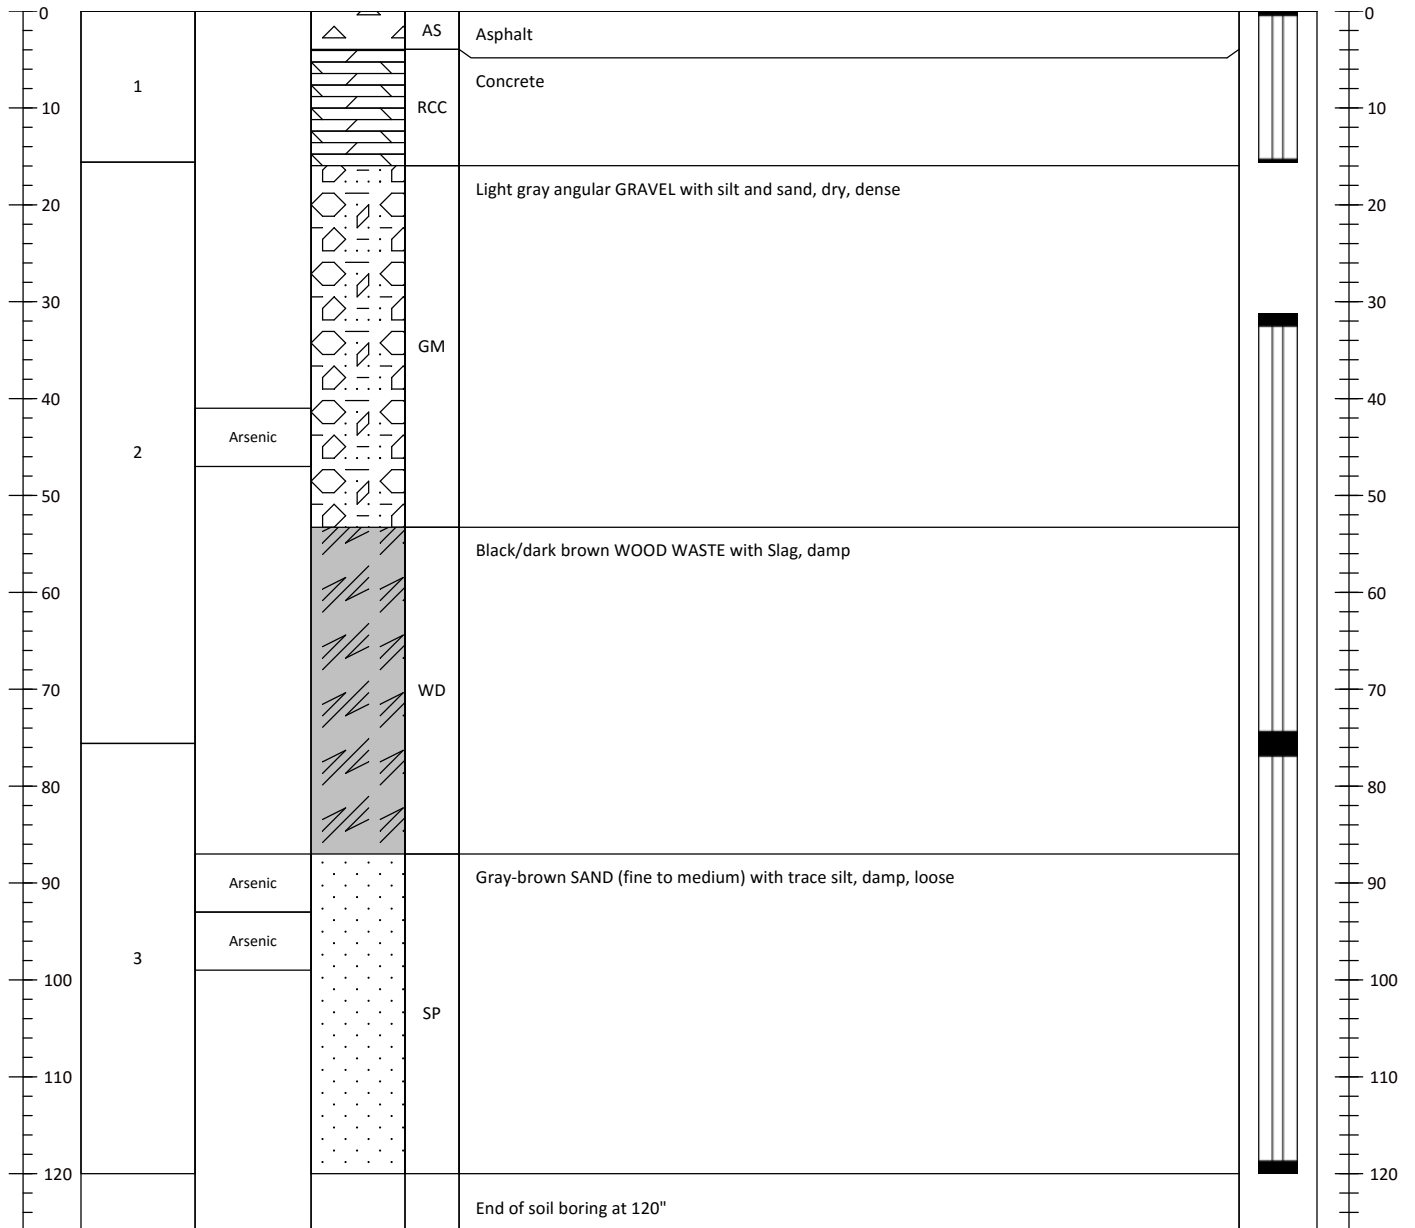 0
AS
Asphalt
0
1
Concrete
10
RCC
10
Light gray angular GRAVEL with silt and sand, dry, dense
20
20
30
30
GM
40
40
Arsenic
2
50
50
Black/dark brown WOOD WASTE with Slag, damp
60
60
70
WD
70
80
80
Gray-brown SAND (fine to medium) with trace silt, damp, loose
90
Arsenic
90
Arsenic
3
100
100
SP
110
110
120
120
End of soil boring at 120"